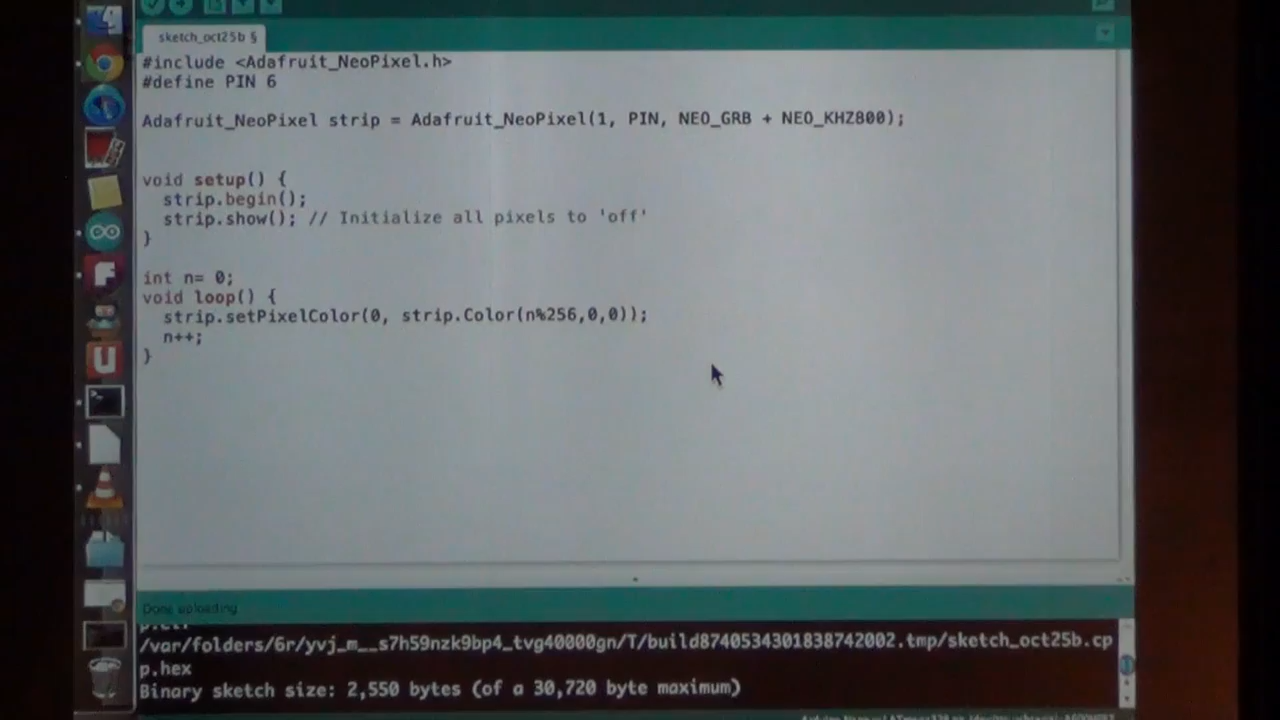 sketch_oct25b §
#include <Adafruit_NeoPixel.h>
#define PIN 6
Adafruit_NeoPixel strip = Adafruit_NeoPixel(1, PIN, NEO_GRB + NEO_KHZ800);
void setup() {
strip.begin();
strip.show(); // Initialize all pixels to 'off'
}
int n= 0;
void loop() {
strip.setPixelColor(0, strip.Color(n%256,0,0));
n++;
}
Done uploading
/var/folders/6r/yvj_m__s7h59nzk9bp4_tvg40000gn/T/build8740534301838742002.tmp/sketch_oct25b.cp
p.hex
Binary sketch size: 2,550 bytes (of a 30,720 byte maximum)